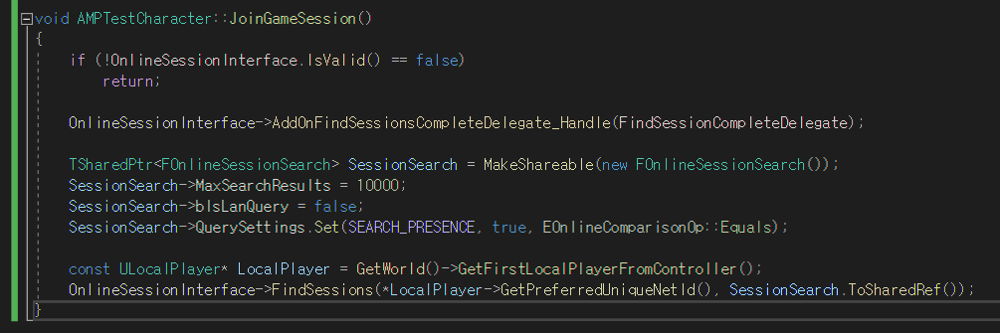 void AMPTestCharacter::JoinGameSession()
{
if (!OnlineSessionInterface.IsValid() == false)
return;
OnlineSessionInterface->AddOnFindSessionsCompleteDelegate_Handle(FindSessionCompleteDelegate);
TSharedPtr<FOnlineSessionSearch> SessionSearch = MakeShareable(new FOnlineSessionSearch());
SessionSearch->MaxSearchResults = 10000;
SessionSearch->bIsLanQuery = false;
SessionSearch->QuerySettings.Set(SEARCH_PRESENCE, true, EOnlineComparisonOp::Equals);
const ULocalPlayer* LocalPlayer = GetWorld()->GetFirstLocalPlayerFromController();
OnlineSessionInterface->FindSessions(*LocalPlayer->GetPreferredUniqueNetId(), SessionSearch.ToSharedRef());
}